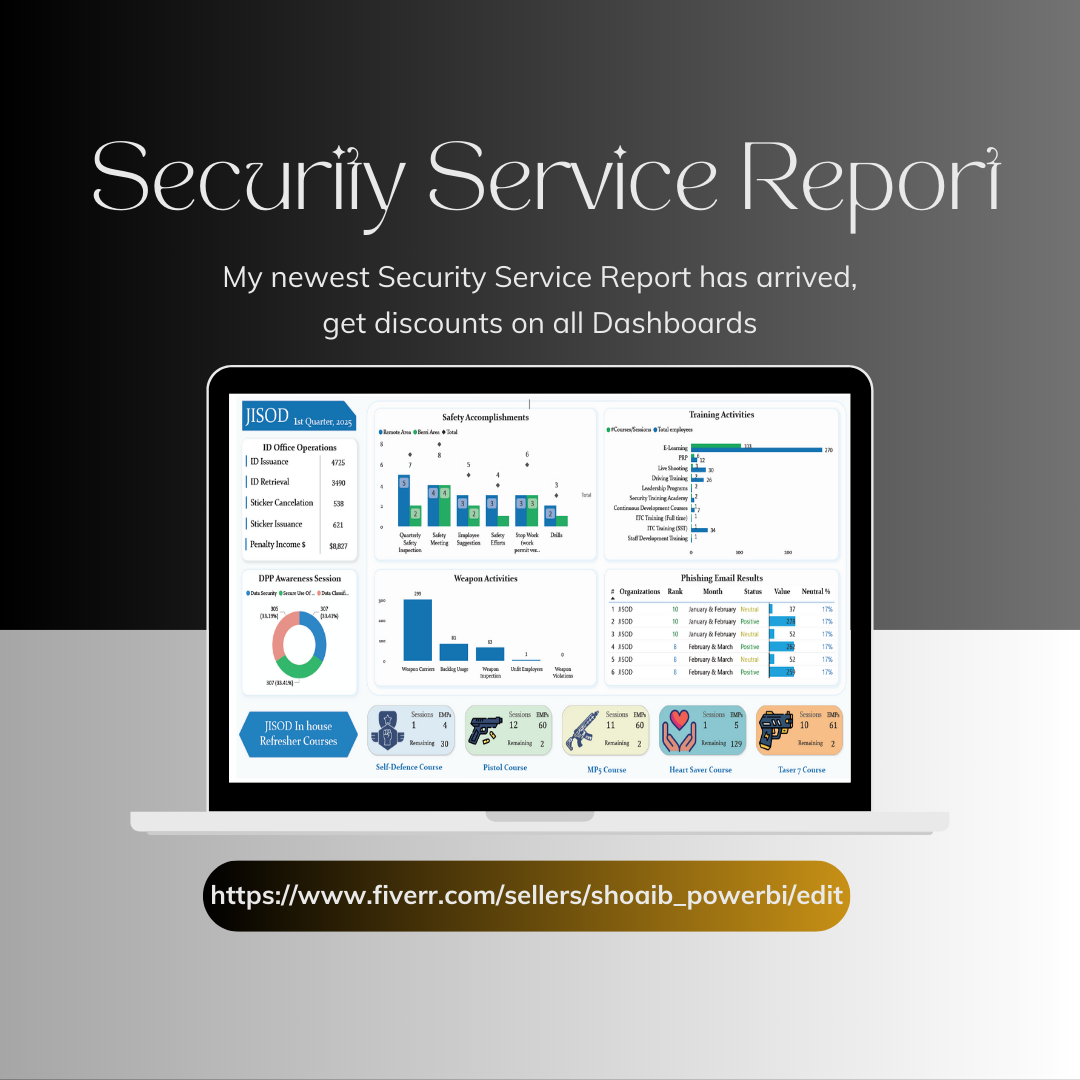 Security Service Report
My newest Security Service Report has arrived,
get discounts on all Dashboards
JISOD 1st Quarter, 2025
ID Office Operations
ID Issuance 4725
ID Retrieval 3490
Sticker Cancelation 538
Sticker Issuance 621
Penalty Income $ $8,827
Safety Accomplishments
Remote Area Berri Area Total
8
6
4
2
0
7
8
5
4
6
3
5
2
4
4
3
2
3
3
3
2
Total
Quarterly Safety Inspection
Safety Meeting
Employee Suggestion
Safety Efforts
Stop Work (work permit ver...
Drills
Training Activities
#Courses/Sessions Total employees
E-Learning 103 270
PRP 12
Live Shooting 30
Driving Training 26
Leadership Programs 2
Security Training Academy 2
Continuous Development Courses 7
ITC Training (Full time) 1
ITC Training (SST) 34
Staff Development Training 1
0 100 200
DPP Awareness Session
Data Security Secure Use Of ... Data Classif...
305 (33.19%)
307 (33.41%)
307 (33.41%)
Weapon Activities
299
81
62
1
0
0
Weapon Carriers
Backlog Usage
Weapon Inspection
Unfit Employees
Weapon Violations
Phishing Email Results
# Organizations Rank Month Status Value Neutral %
1 JISOD 10 January & February Neutral 37 17%
2 JISOD 10 January & February Positive 17%
3 JISOD 10 January & February Neutral 52 17%
4 JISOD 8 February & March Positive 17%
5 JISOD 8 February & March Neutral 52 17%
6 JISOD 8 February & March Positive 17%
JISOD In house
Refresher Courses
Sessions EMPs
1 4
Remaining 30
Self-Defence Course
Sessions EMPs
12 60
Remaining 2
Pistol Course
Sessions EMPs
11 60
Remaining 2
MP5 Course
Sessions EMPs
1 5
Remaining 129
Heart Saver Course
Sessions EMPs
10 61
Remaining 2
Taser 7 Course
https://www.fiverr.com/sellers/shoaib_powerbi/edit